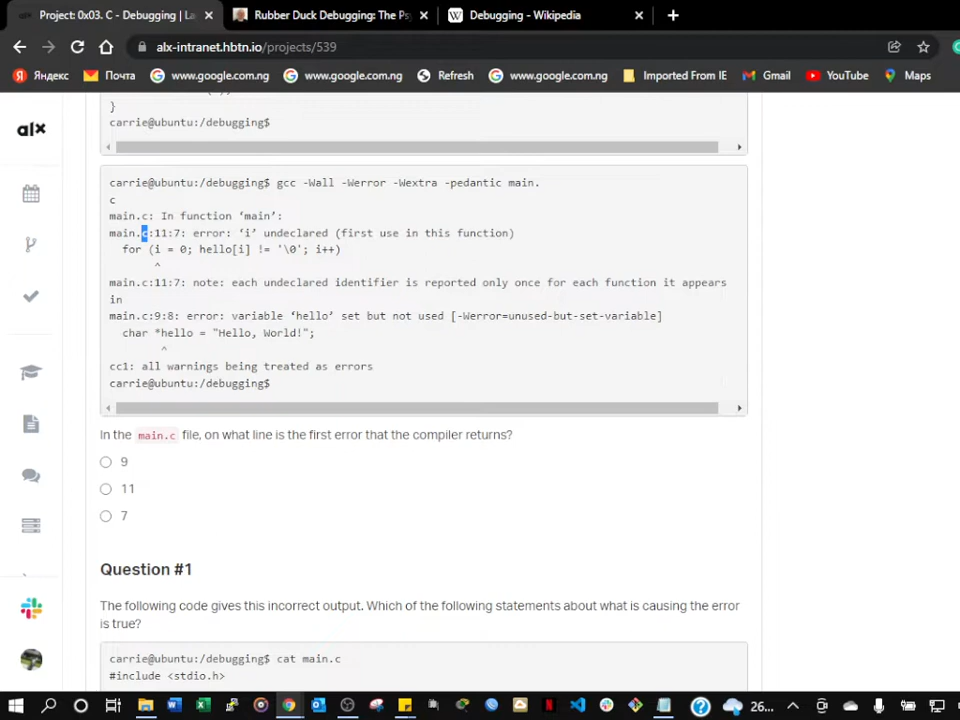 Project: 0x03. C - Debugging | La
Rubber Duck Debugging: The Ps
Debugging - Wikipedia
alx-intranet.hbtn.io/projects/539
Яндекс
Почта
www.google.com.ng
www.google.com.ng
Refresh
www.google.com.ng
Imported From IE
Gmail
YouTube
Maps
alx
}
carrie@ubuntu:/debugging$
carrie@ubuntu:/debugging$ gcc -Wall -Werror -Wextra -pedantic main.
c
main.c: In function ‘main’:
main.c:11:7: error: ‘i’ undeclared (first use in this function)
for (i = 0; hello[i] != '\0'; i++)
^
main.c:11:7: note: each undeclared identifier is reported only once for each function it appears
in
main.c:9:8: error: variable ‘hello’ set but not used [-Werror=unused-but-set-variable]
char *hello = "Hello, World!";
^
cc1: all warnings being treated as errors
carrie@ubuntu:/debugging$
In the main.c file, on what line is the first error that the compiler returns?
9
11
7
Question #1
The following code gives this incorrect output. Which of the following statements about what is causing the error
is true?
carrie@ubuntu:/debugging$ cat main.c
#include <stdio.h>
26...